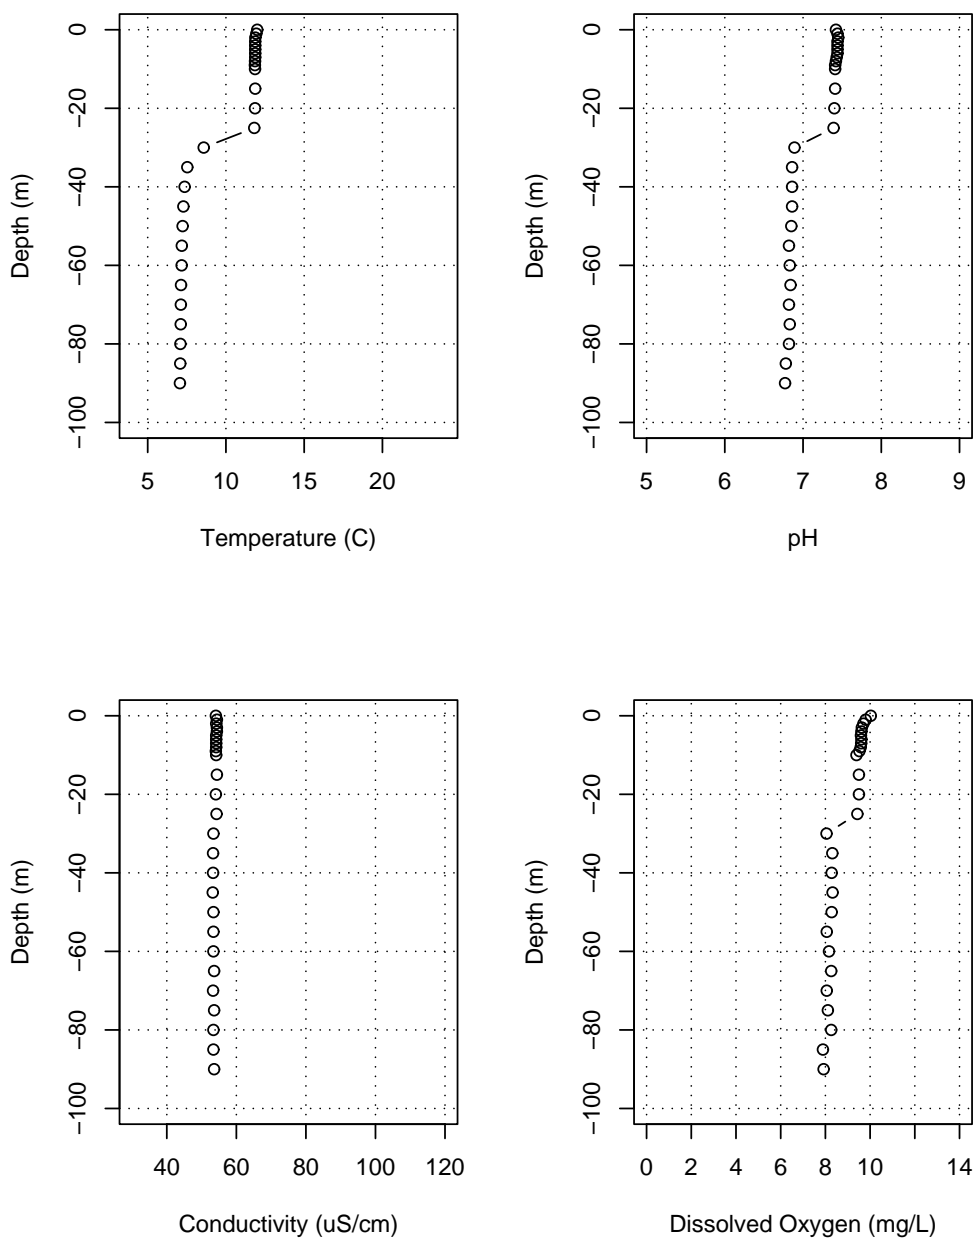 0
−20
−40
−60
−80
−100
Depth (m)
5 10 15 20
Temperature (C)
0
−20
−40
−60
−80
−100
Depth (m)
5 6 7 8 9
pH
0
−20
−40
−60
−80
−100
Depth (m)
40 60 80 100 120
Conductivity (uS/cm)
0
−20
−40
−60
−80
−100
Depth (m)
0 2 4 6 8 10 14
Dissolved Oxygen (mg/L)